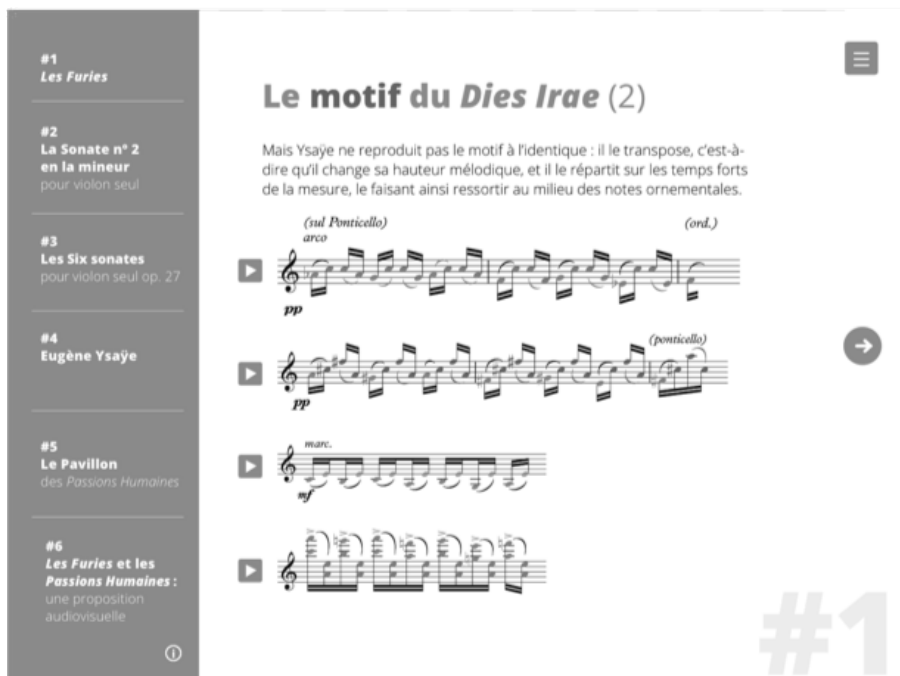 #1
Les Furies
#2
La Sonate n° 2
en la mineur
pour violon seul
#3
Les Six sonates
pour violon seul op. 27
#4
Eugène Ysaÿe
#5
Le Pavillon
des Passions Humaines
#6
Les Furies et les
Passions Humaines :
une proposition
audiovisuelle
Le motif du Dies Irae (2)
Mais Ysaÿe ne reproduit pas le motif à l’identique : il le transpose, c’est-à-
dire qu’il change sa hauteur mélodique, et il le répartit sur les temps forts
de la mesure, le faisant ainsi ressortir au milieu des notes ornementales.
(sul Ponticello)
(ord.)
arco
pp
(ponticello)
pp
marc.
mf
#1